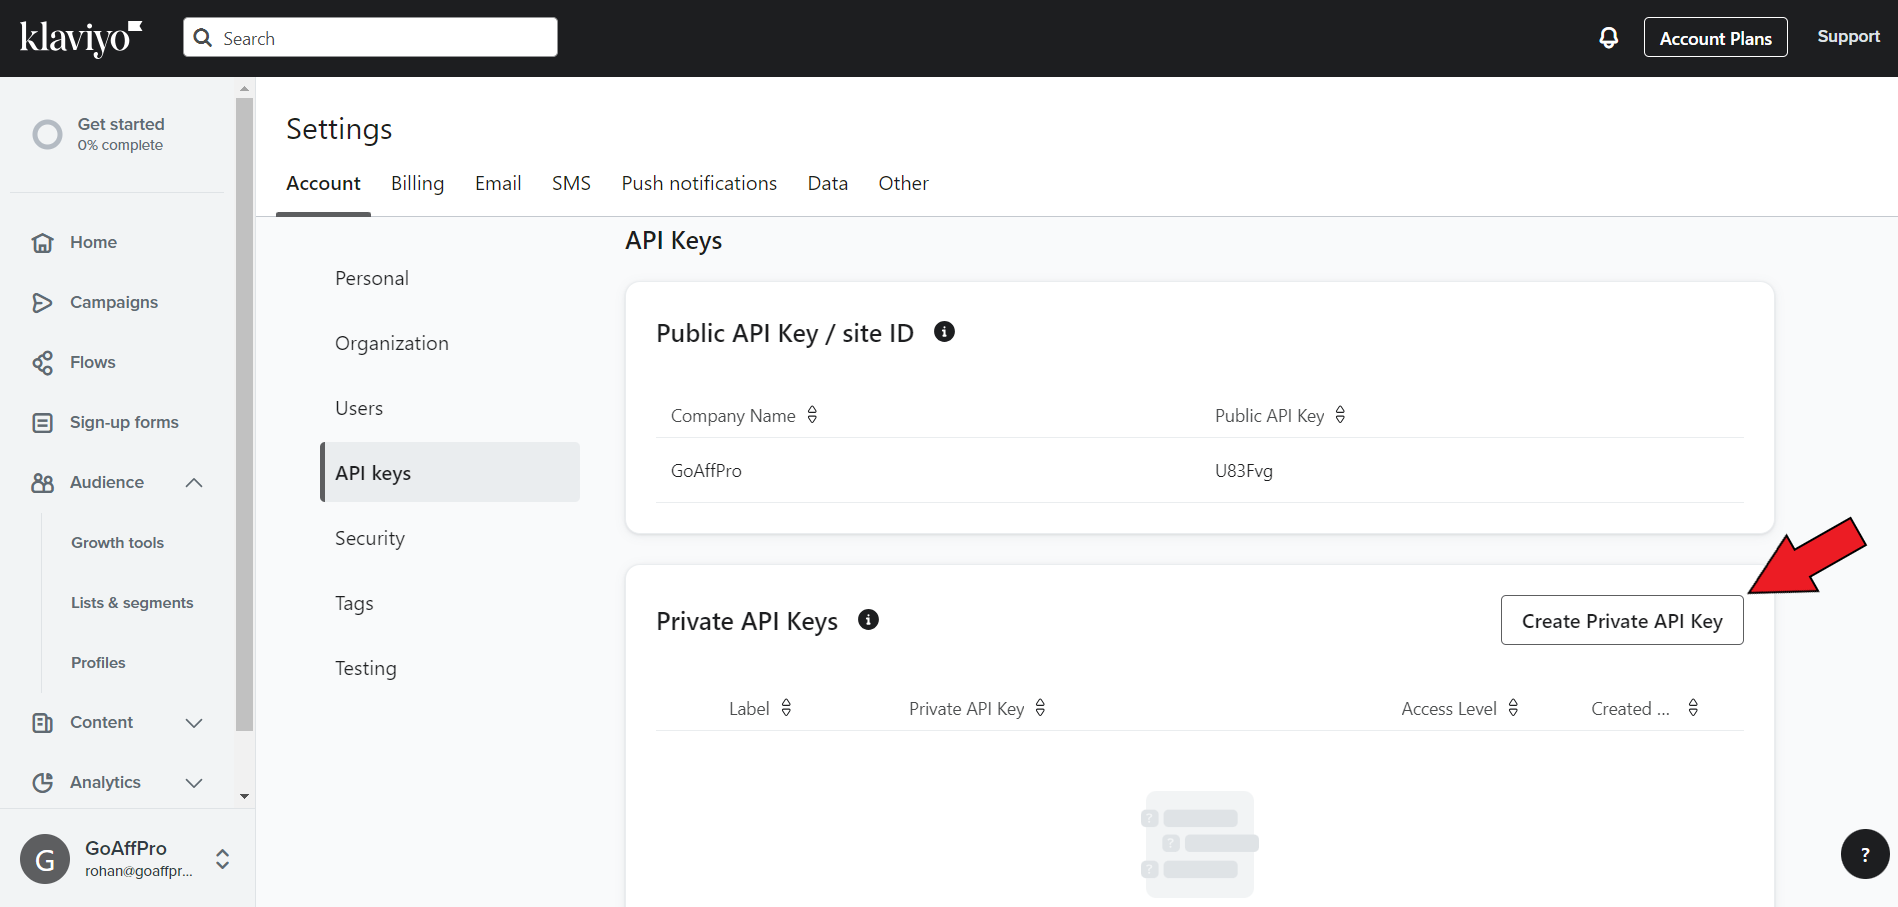 klaviyo
Search
Account Plans
Support
Get started
0% complete
Home
Campaigns
Flows
Sign-up forms
Audience
Growth tools
Lists & segments
Profiles
Content
Analytics
G
GoAffPro
rohan@goaffpr...
Settings
Account Billing Email SMS Push notifications Data Other
Personal
Organization
Users
API keys
Security
Tags
Testing
API Keys
Public API Key / site ID
Company Name Public API Key
GoAffPro U83Fvg
Private API Keys
Create Private API Key
Label Private API Key Access Level Created ...
?
?
?
?